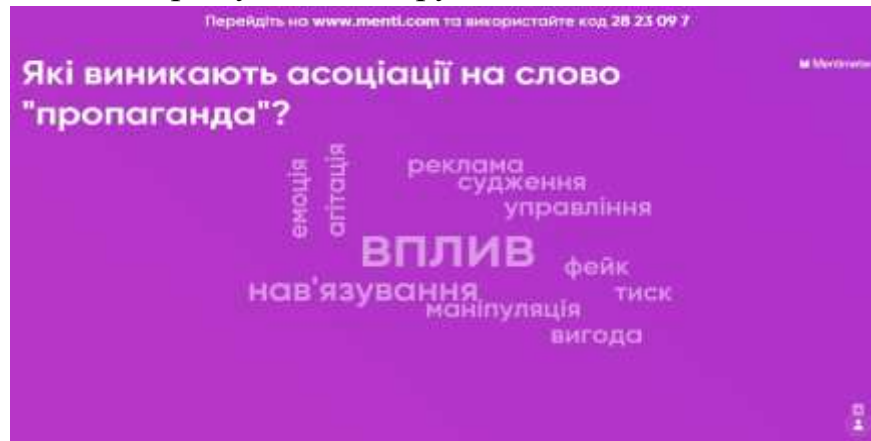 Перейдіть на www.menti.com та використайте код 28 23 09 7
Які виникають асоціації на слово
"пропаганда"?
Mentimeter
емоція
агітація
реклама
судження
управління
вплив
фейк
нав'язування
тиск
маніпуляція
вигода